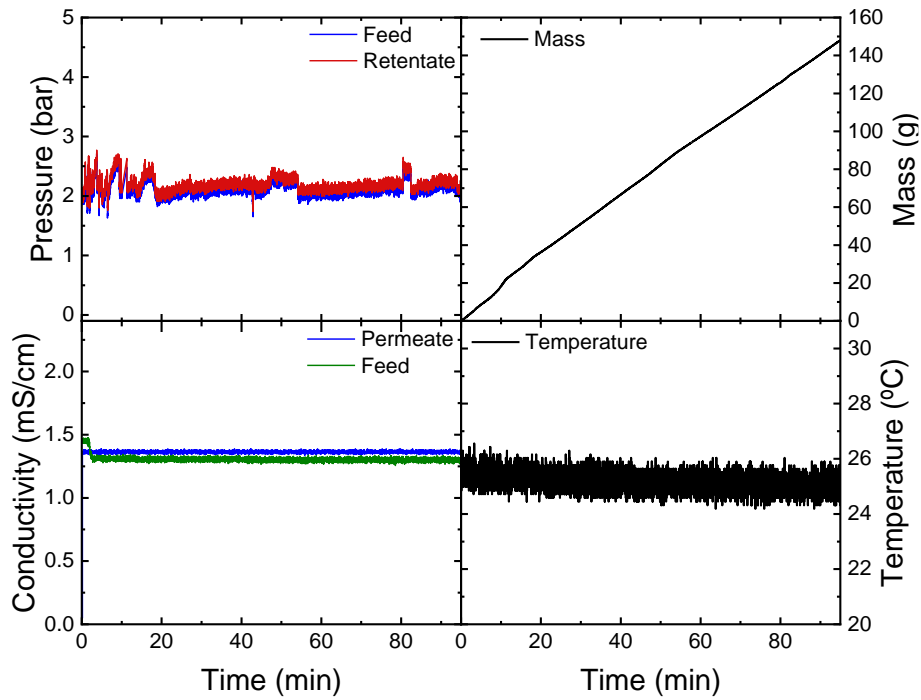 Feed
Retentate
5
4
3
2
1
0
Pressure (bar)
Mass
160
140
120
100
80
60
40
20
0
Mass (g)
Permeate
Feed
2.0
1.5
1.0
0.5
0.0
Conductivity (mS/cm)
0 20 40 60 80
Time (min)
Temperature
30
28
26
24
22
20
Temperature (ºC)
20 40 60 80
Time (min)